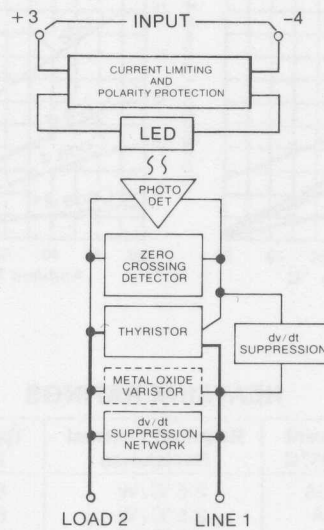 +3 INPUT –4
CURRENT LIMITING
AND
POLARITY PROTECTION
LED
PHOTO
DET
ZERO
CROSSING
DETECTOR
THYRISTOR
dv/dt
SUPPRESSION
METAL OXIDE
VARISTOR
dv/dt
SUPPRESSION
NETWORK
LOAD 2 LINE 1